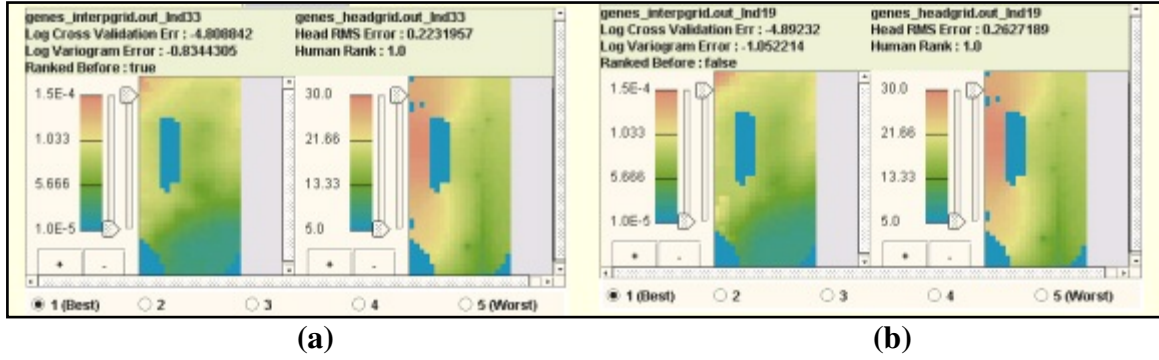 genes_interpgrid.out_Ind33 genes_headgrid.out_Ind33
Log Cross Validation Err : -4.808842 Head RMS Error : 0.2231957
Log Variogram Error : -0.8344305 Human Rank : 1.0
Ranked Before : true
1.5E-4 30.0
1.033 21.66
5.666 13.33
1.0E-5 5.0
+ -
1 (Best) 2 3 4 5 (Worst)
(a)
genes_interpgrid.out_Ind19 genes_headgrid.out_Ind19
Log Cross Validation Err : -4.89232 Head RMS Error : 0.2627189
Log Variogram Error : -1.052214 Human Rank : 1.0
Ranked Before : false
1.5E-4 30.0
1.033 21.66
5.666 13.33
1.0E-5 5.0
+ -
1 (Best) 2 3 4 5 (Worst)
(b)